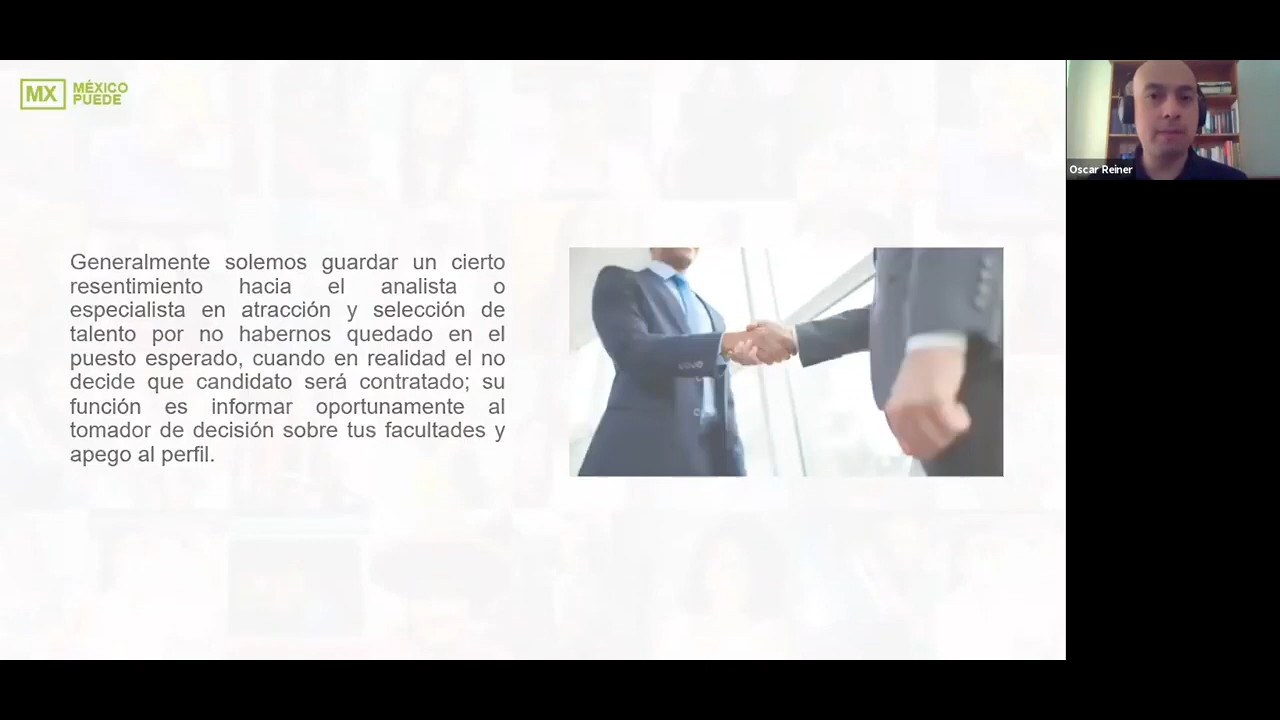 MX MÉXICO
PUEDE
Oscar Reiner
Generalmente solemos guardar un cierto
resentimiento hacia el analista o
especialista en atracción y selección de
talento por no habernos quedado en el
puesto esperado, cuando en realidad el no
decide que candidato será contratado; su
función es informar oportunamente al
tomador de decisión sobre tus facultades y
apego al perfil.